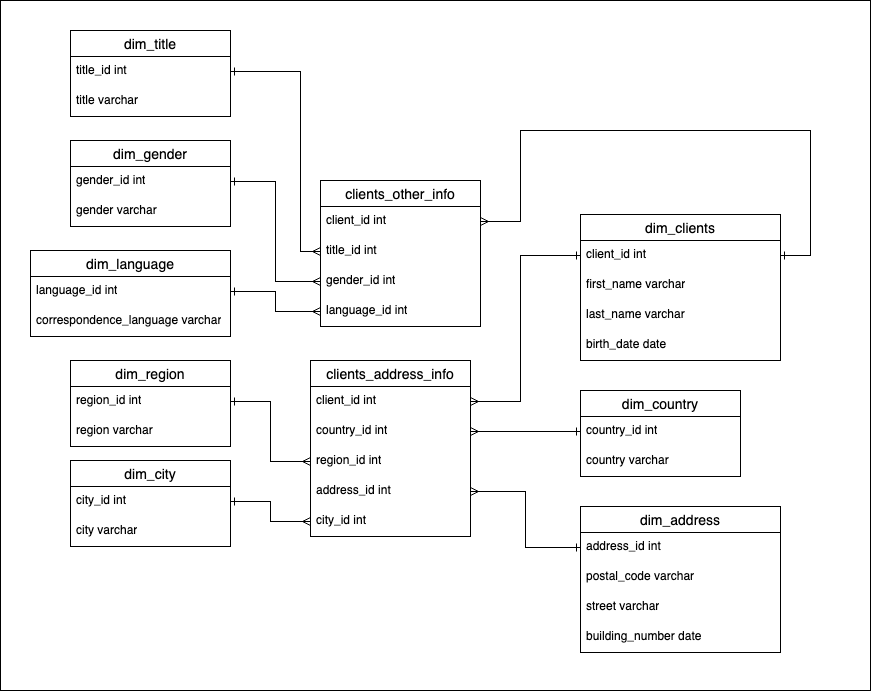 dim_title
title_id int
title varchar
dim_gender
gender_id int
gender varchar
dim_language
language_id int
correspondence_language varchar
dim_region
region_id int
region varchar
dim_city
city_id int
city varchar
clients_other_info
client_id int
title_id int
gender_id int
language_id int
clients_address_info
client_id int
country_id int
region_id int
address_id int
city_id int
dim_clients
client_id int
first_name varchar
last_name varchar
birth_date date
dim_country
country_id int
country varchar
dim_address
address_id int
postal_code varchar
street varchar
building_number date